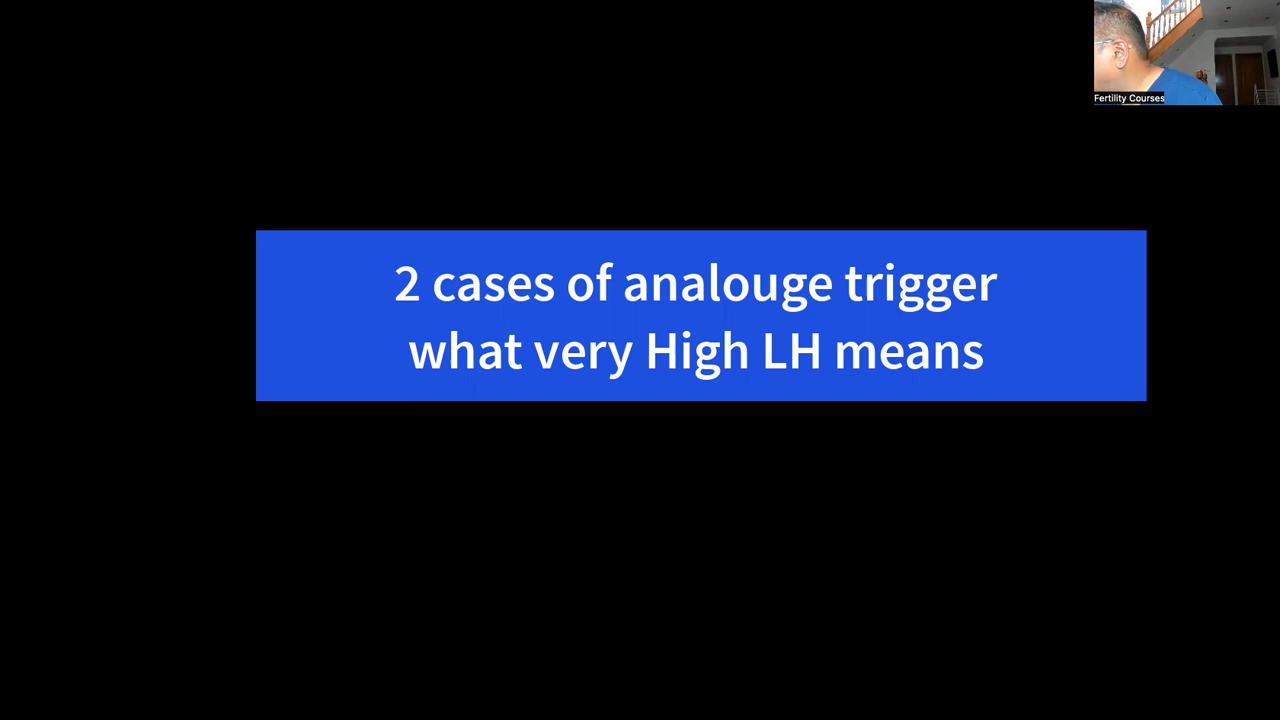 Fertility Courses
2 cases of analouge trigger
what very High LH means